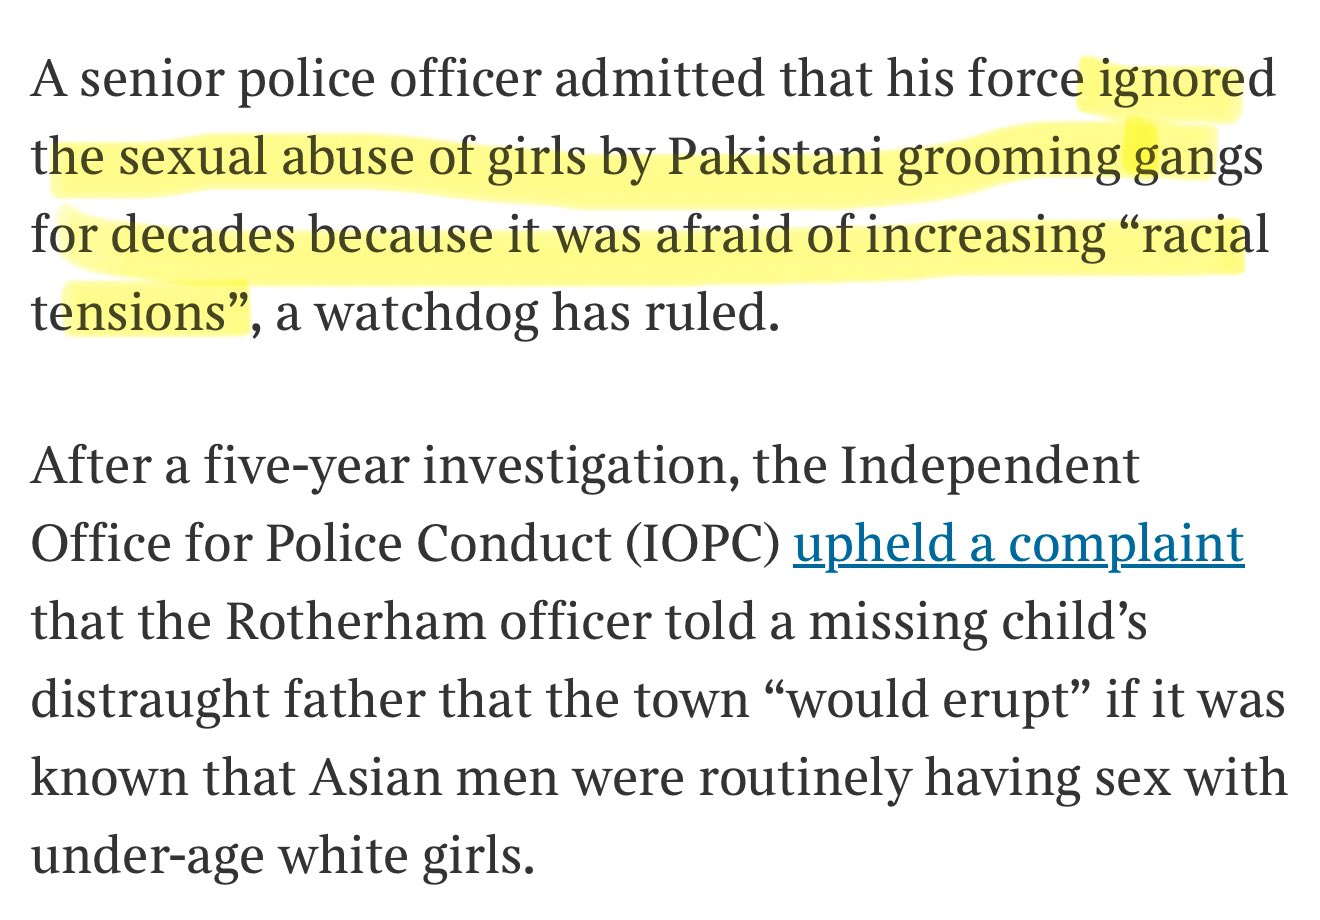 A senior police officer admitted that his force ignored
the sexual abuse of girls by Pakistani grooming gangs
for decades because it was afraid of increasing “racial
tensions”, a watchdog has ruled.
After a five-year investigation, the Independent
Office for Police Conduct (IOPC) upheld a complaint
that the Rotherham officer told a missing child’s
distraught father that the town “would erupt” if it was
known that Asian men were routinely having sex with
under-age white girls.